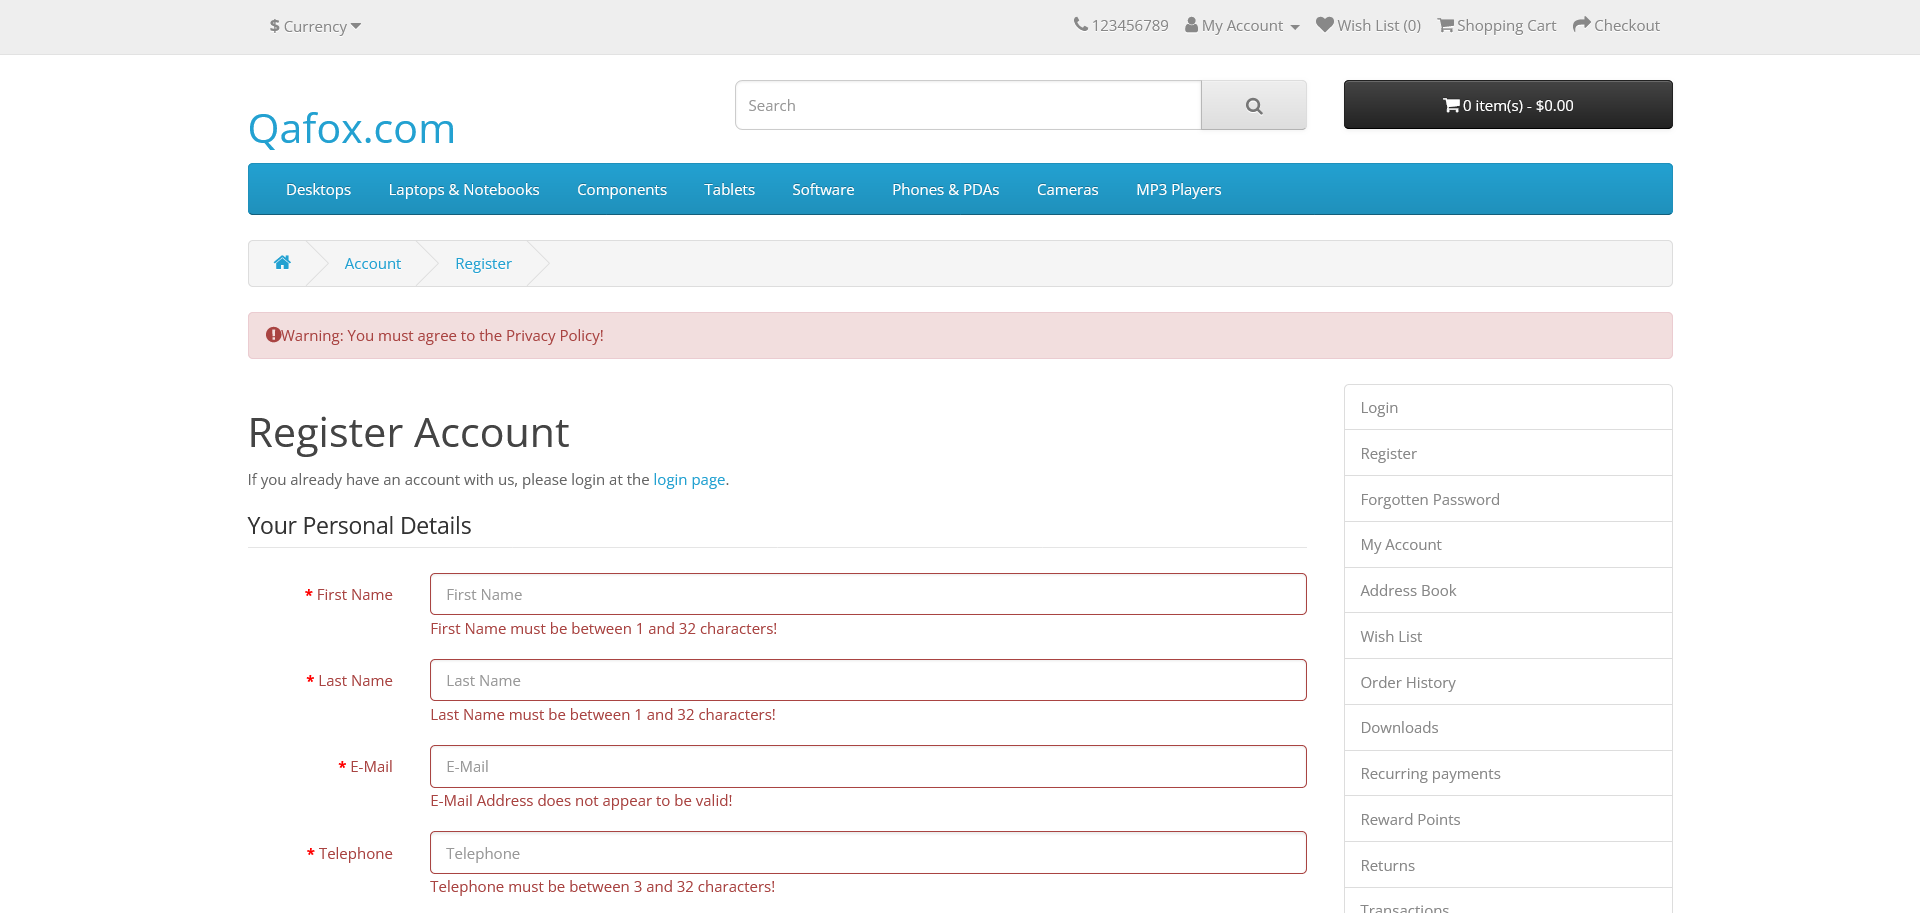 $ Currency
123456789 My Account Wish List (0) Shopping Cart Checkout
Qafox.com
Search
0 item(s) - $0.00
Desktops Laptops & Notebooks Components Tablets Software Phones & PDAs Cameras MP3 Players
Account Register
Warning: You must agree to the Privacy Policy!
Register Account
If you already have an account with us, please login at the login page.
Your Personal Details
* First Name
First Name
First Name must be between 1 and 32 characters!
* Last Name
Last Name
Last Name must be between 1 and 32 characters!
* E-Mail
E-Mail
E-Mail Address does not appear to be valid!
* Telephone
Telephone
Telephone must be between 3 and 32 characters!
Login
Register
Forgotten Password
My Account
Address Book
Wish List
Order History
Downloads
Recurring payments
Reward Points
Returns
Transactions